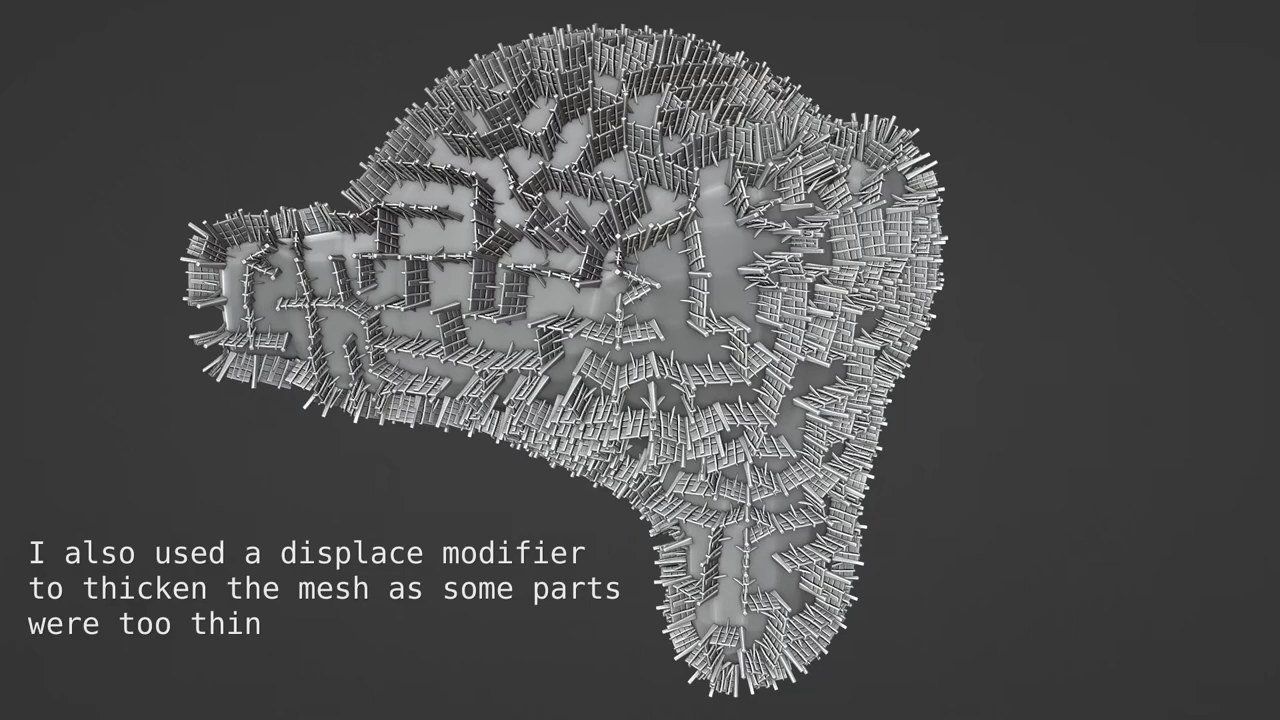 I also used a displace modifier
to thicken the mesh as some parts
were too thin